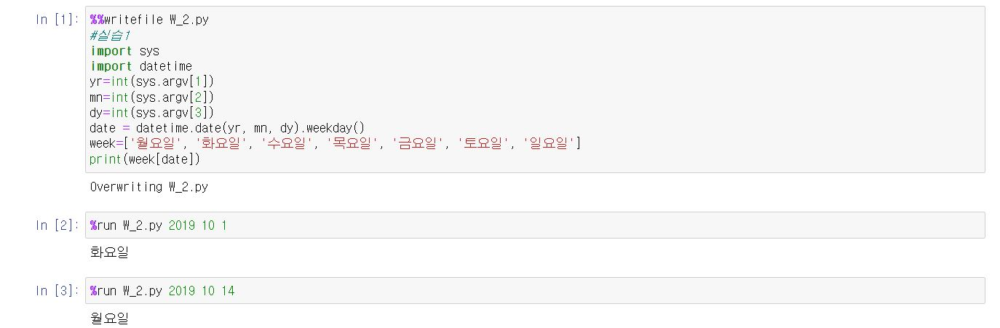 In [1]: %%writefile W_2.py
#실습1
import sys
import datetime
yr=int(sys.argv[1])
mn=int(sys.argv[2])
dy=int(sys.argv[3])
date = datetime.date(yr, mn, dy).weekday()
week=['월요일', '화요일', '수요일', '목요일', '금요일', '토요일', '일요일']
print(week[date])
Overwriting W_2.py
In [2]: %run W_2.py 2019 10 1
화요일
In [3]: %run W_2.py 2019 10 14
월요일